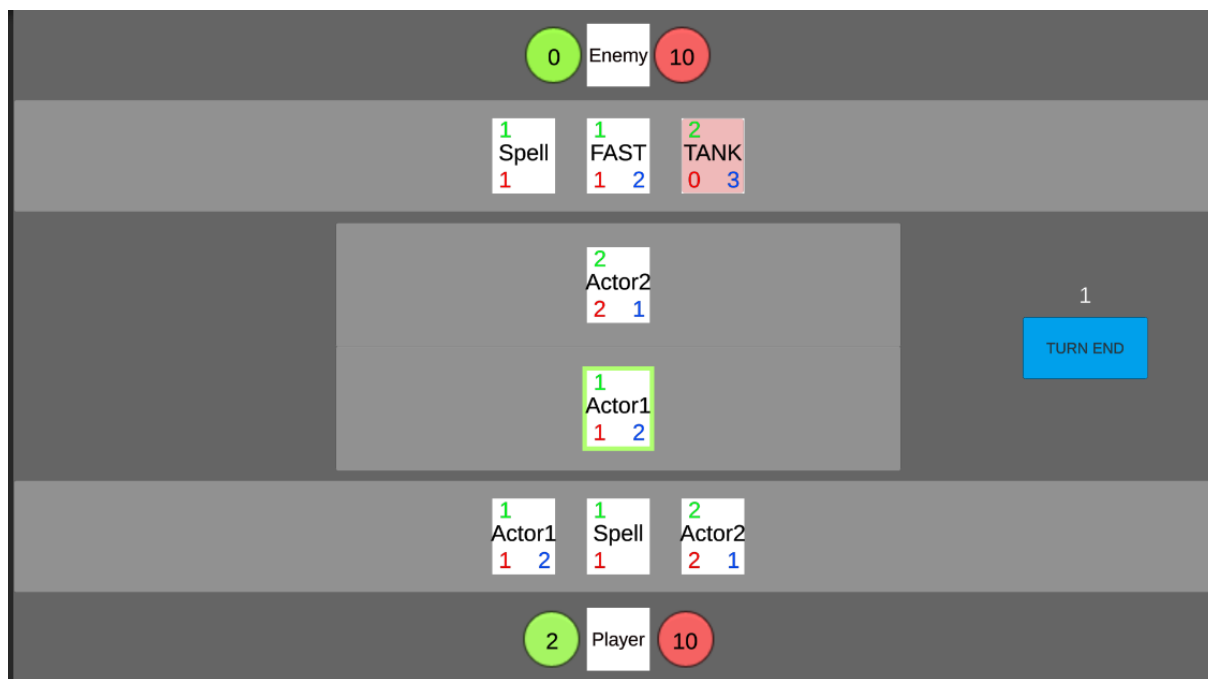 0 Enemy 10
1 1 2
Spell FAST TANK
1 1 2 0 3
2
Actor2
2 1
1
TURN END
1
Actor1
1 2
1 1 2
Actor1 Spell Actor2
1 2 1 2 1
2 Player 10